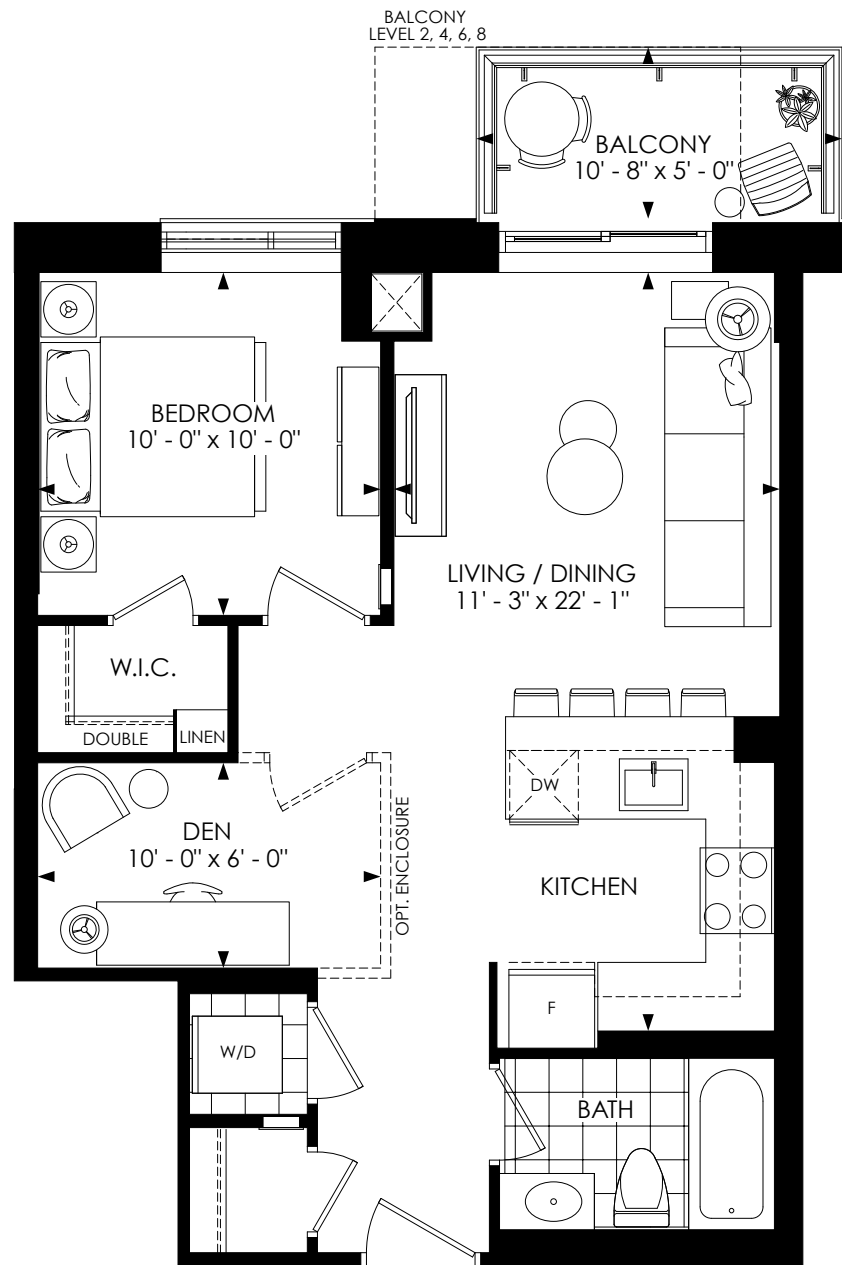 BALCONY
LEVEL 2, 4, 6, 8
BALCONY
10' - 8" x 5' - 0"
BEDROOM
10' - 0" x 10' - 0"
LIVING / DINING
11' - 3" x 22' - 1"
W.I.C.
DOUBLE
LINEN
DW
DEN
10' - 0" x 6' - 0"
OPT. ENCLOSURE
KITCHEN
F
W/D
BATH